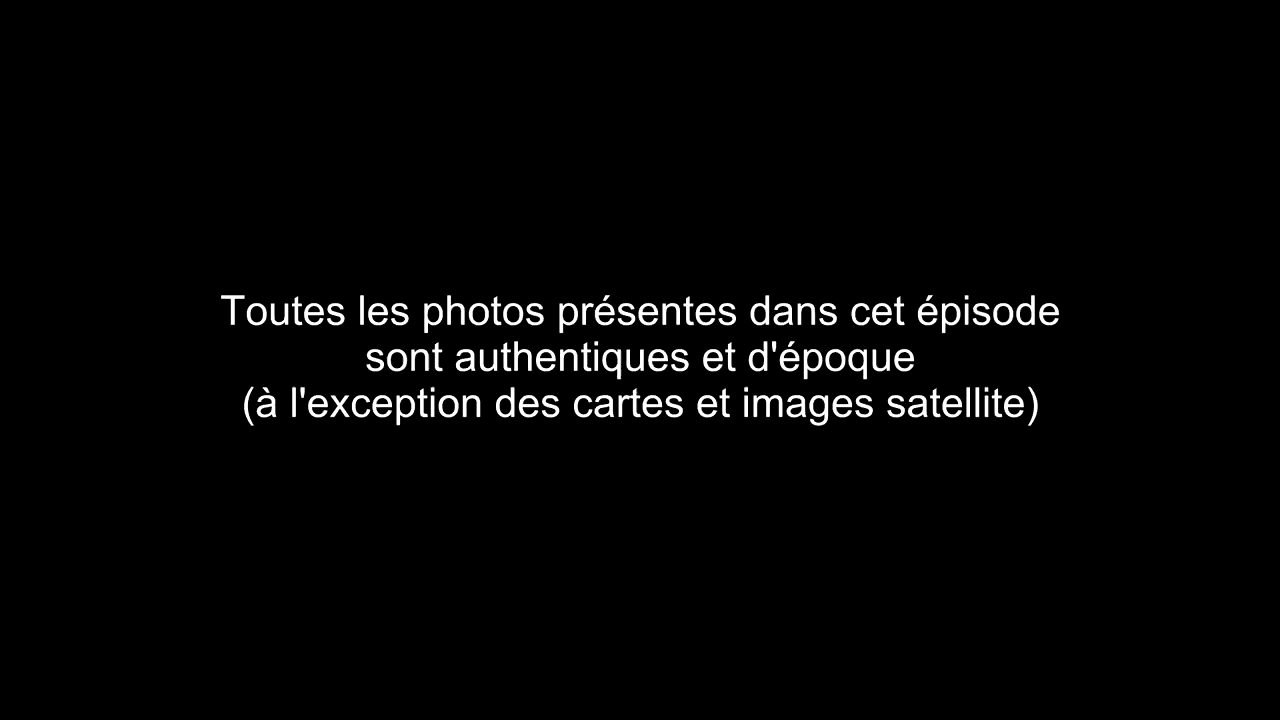 Toutes les photos présentes dans cet épisode
sont authentiques et d'époque
(à l'exception des cartes et images satellite)